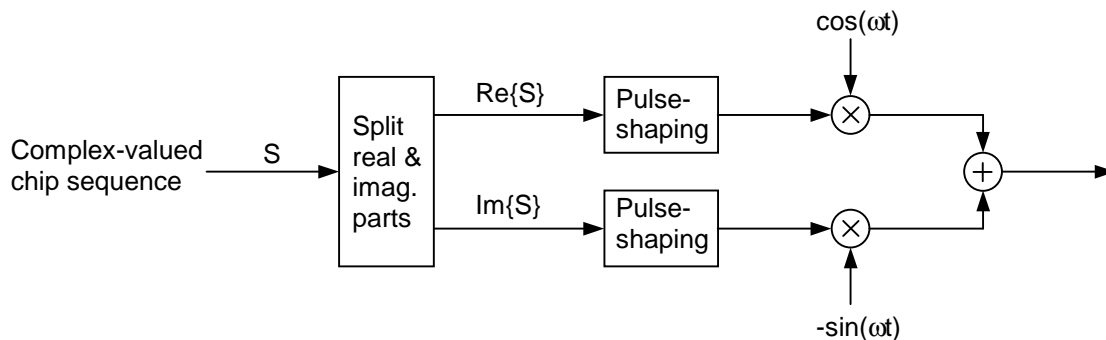 cos(ωt)
Complex-valued
chip sequence
S
Split
real &
imag.
parts
Re{S}
Pulse-
shaping
Im{S}
Pulse-
shaping
-sin(ωt)